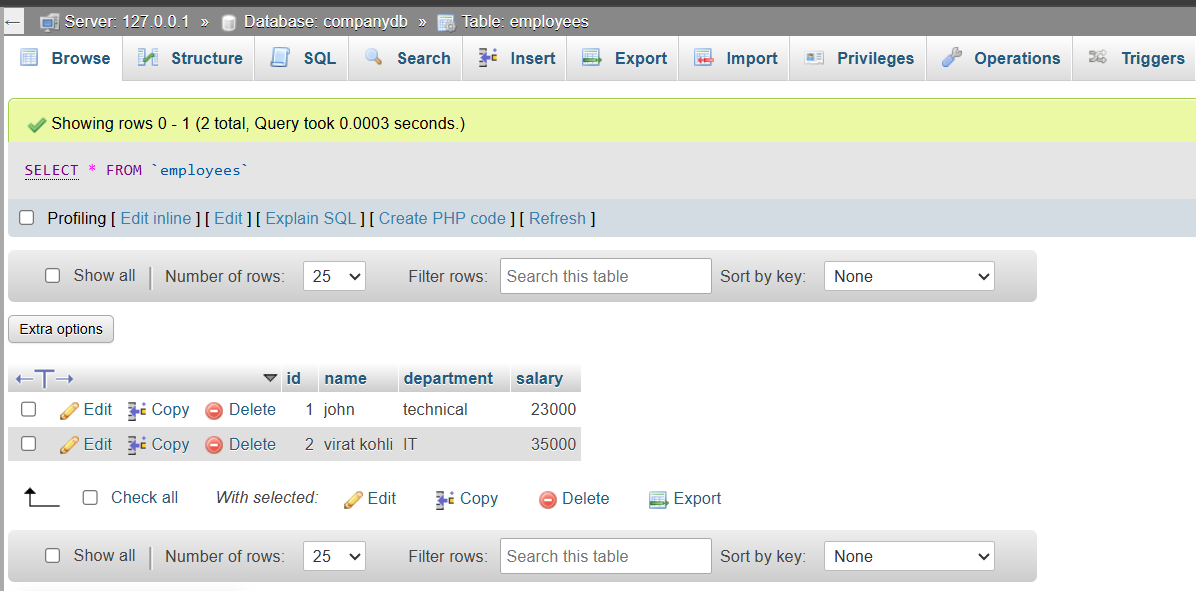 Server: 127.0.0.1 » Database: companydb » Table: employees
Browse Structure SQL Search Insert Export Import Privileges Operations Triggers
Showing rows 0 - 1 (2 total, Query took 0.0003 seconds.)
SELECT * FROM `employees`
Profiling [ Edit inline ] [ Edit ] [ Explain SQL ] [ Create PHP code ] [ Refresh ]
Show all | Number of rows: 25 Filter rows: Search this table Sort by key: None
Extra options
←T→ id name department salary
Edit Copy Delete 1 john technical 23000
Edit Copy Delete 2 virat kohli IT 35000
Check all With selected: Edit Copy Delete Export
Show all | Number of rows: 25 Filter rows: Search this table Sort by key: None